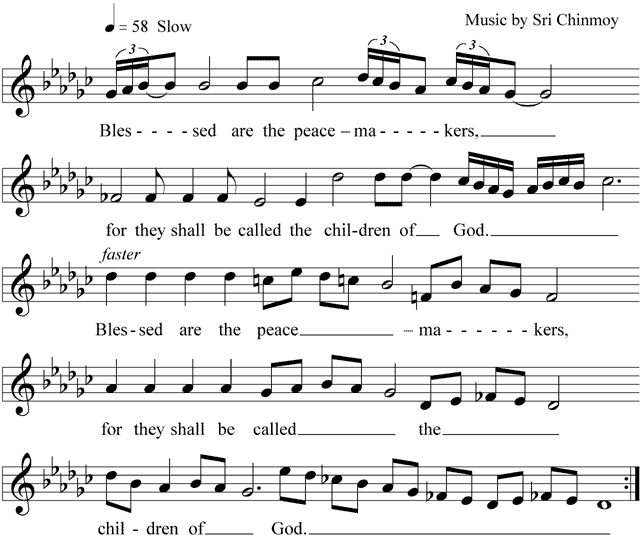 ♩ = 58 Slow
Music by Sri Chinmoy
3 3 3
Bles - - - - sed are the peace – ma - - - - - kers,
for they shall be called the chil-dren of God.
faster
Bles - sed are the peace – ma - - - - - - kers,
for they shall be called the
chil - dren of God.